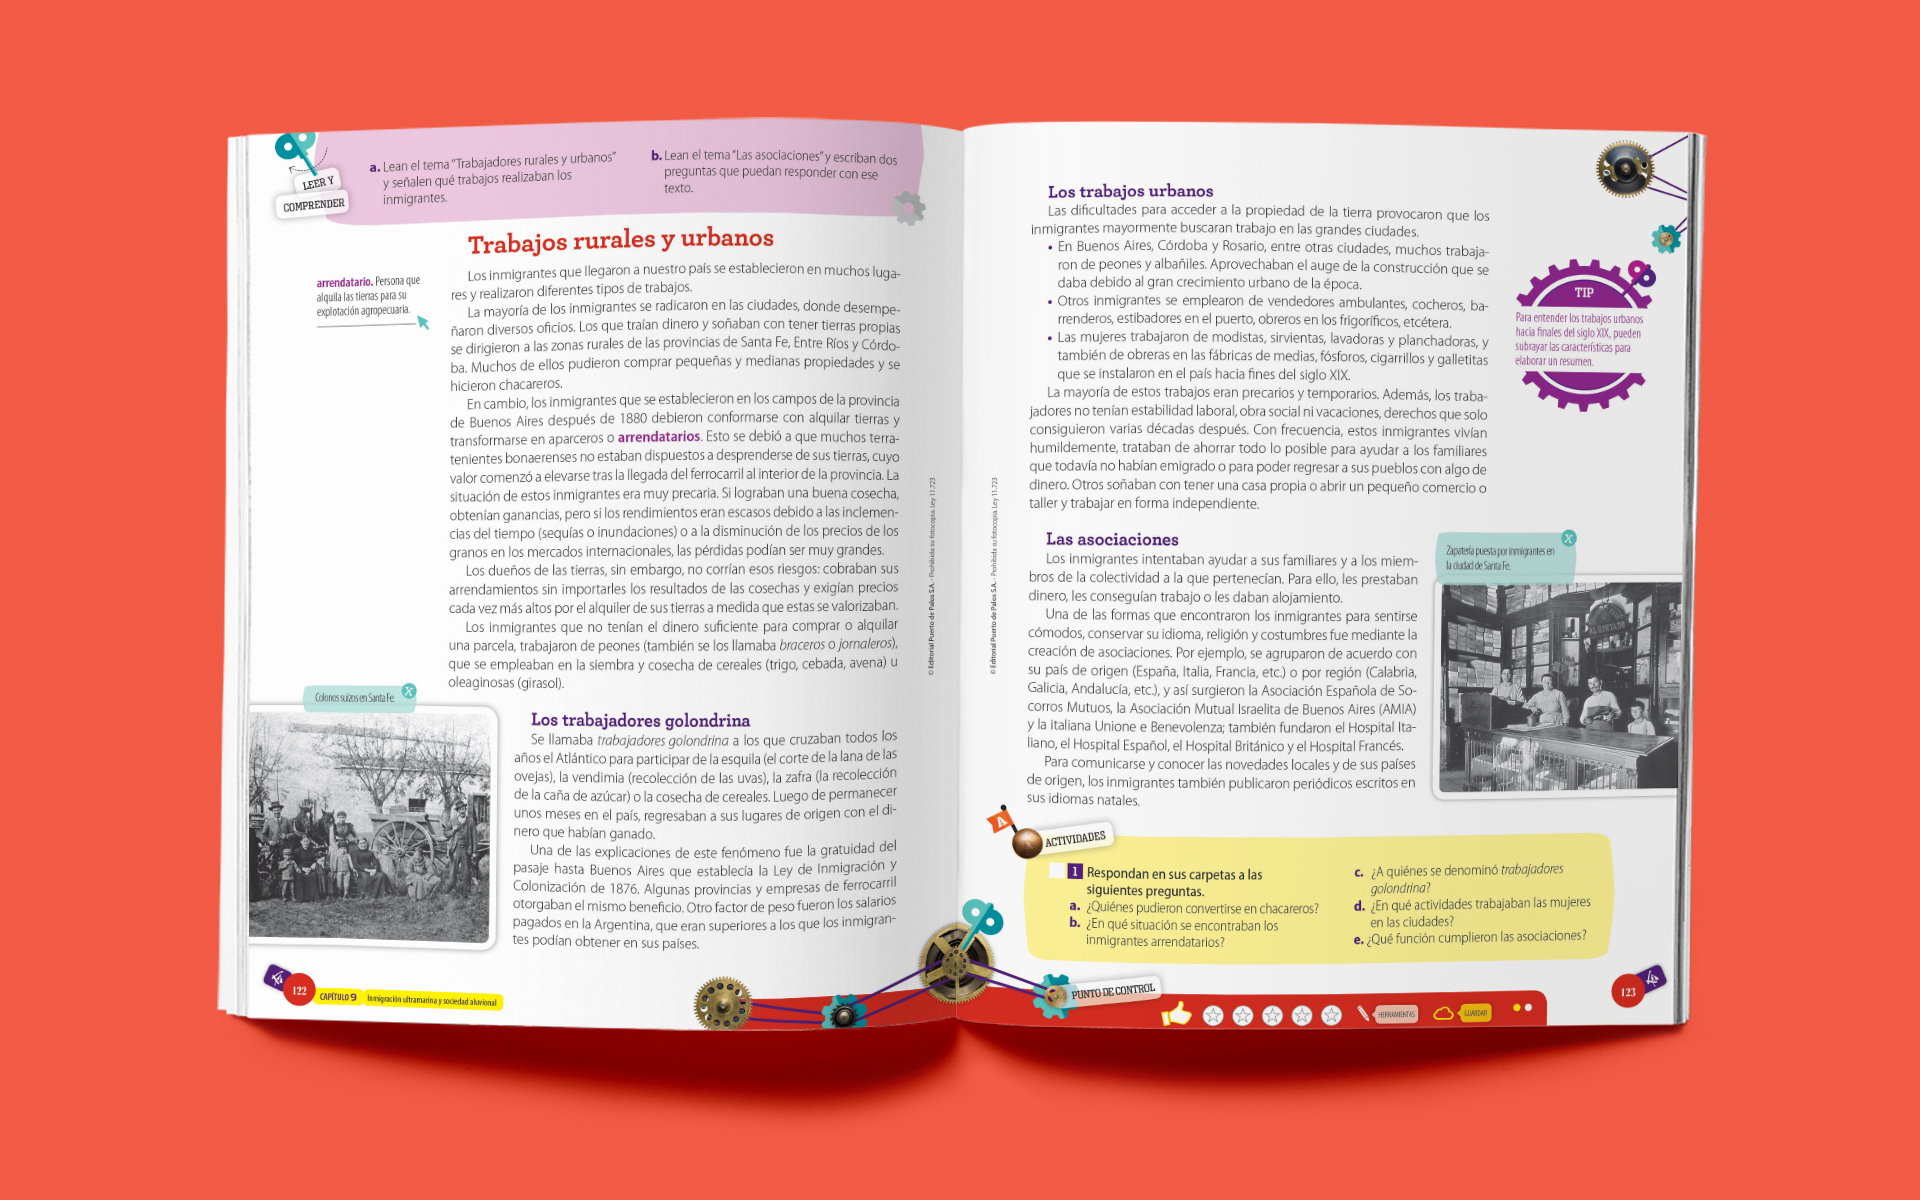 LEER Y
COMPRENDER
a. Lean el tema "Trabajadores rurales y urbanos"
y señalen qué trabajos realizaban los
inmigrantes.
b. Lean el tema "Las asociaciones" y escriban dos
preguntas que puedan responder con ese
texto.
Trabajos rurales y urbanos
arrendatario. Persona que
alquila las tierras para su
explotación agropecuaria.
Los inmigrantes que llegaron a nuestro país se establecieron en muchos luga-
res y realizaron diferentes tipos de trabajos.
La mayoría de los inmigrantes se radicaron en las ciudades, donde desempe-
ñaron diversos oficios. Los que traían dinero y soñaban con tener tierras propias
se dirigieron a las zonas rurales de las provincias de Santa Fe, Entre Ríos y Córdo-
ba. Muchos de ellos pudieron comprar pequeñas y medianas propiedades y se
hicieron chacareros.
En cambio, los inmigrantes que se establecieron en los campos de la provincia
de Buenos Aires después de 1880 debieron conformarse con alquilar tierras y
transformarse en aparceros o arrendatarios. Esto se debió a que muchos terra-
tenientes bonaerenses no estaban dispuestos a desprenderse de sus tierras, cuyo
valor comenzó a elevarse tras la llegada del ferrocarril al interior de la provincia. La
situación de estos inmigrantes era muy precaria. Si lograban una buena cosecha,
obtenían ganancias, pero si los rendimientos eran escasos debido a las inclemen-
cias del tiempo (sequías o inundaciones) o a la disminución de los precios de los
granos en los mercados internacionales, las pérdidas podían ser muy grandes.
Los dueños de las tierras, sin embargo, no corrían esos riesgos: cobraban sus
arrendamientos sin importarles los resultados de las cosechas y exigían precios
cada vez más altos por el alquiler de sus tierras a medida que estas se valorizaban.
Los inmigrantes que no tenían el dinero suficiente para comprar o alquilar
una parcela, trabajaron de peones (también se los llamaba braceros o jornaleros),
que se empleaban en la siembra y cosecha de cereales (trigo, cebada, avena) u
oleaginosas (girasol).
Colonos suizos en Santa Fe.
X
Los trabajadores golondrina
Se llamaba trabajadores golondrina a los que cruzaban todos los
años el Atlántico para participar de la esquila (el corte de la lana de las
ovejas), la vendimia (recolección de las uvas), la zafra (la recolección
de la caña de azúcar) o la cosecha de cereales. Luego de permanecer
unos meses en el país, regresaban a sus lugares de origen con el di-
nero que habían ganado.
Una de las explicaciones de este fenómeno fue la gratuidad del
pasaje hasta Buenos Aires que establecía la Ley de Inmigración y
Colonización de 1876. Algunas provincias y empresas de ferrocarril
otorgaban el mismo beneficio. Otro factor de peso fueron los salarios
pagados en la Argentina, que eran superiores a los que los inmigran-
tes podían obtener en sus países.
© Editorial Puerto de Palos S.A. - Prohibida su fotocopia. Ley 11.723
122
CAPÍTULO 9
Inmigración ultramarina y sociedad aluvional
Los trabajos urbanos
Las dificultades para acceder a la propiedad de la tierra provocaron que los
inmigrantes mayormente buscaran trabajo en las grandes ciudades.
• En Buenos Aires, Córdoba y Rosario, entre otras ciudades, muchos trabaja-
ron de peones y albañiles. Aprovechaban el auge de la construcción que se
daba debido al gran crecimiento urbano de la época.
• Otros inmigrantes se emplearon de vendedores ambulantes, cocheros, ba-
rrenderos, estibadores en el puerto, obreros en los frigoríficos, etcétera.
• Las mujeres trabajaron de modistas, sirvientas, lavadoras y planchadoras, y
también de obreras en las fábricas de medias, fósforos, cigarrillos y galletitas
que se instalaron en el país hacia fines del siglo XIX.
La mayoría de estos trabajos eran precarios y temporarios. Además, los traba-
jadores no tenían estabilidad laboral, obra social ni vacaciones, derechos que solo
consiguieron varias décadas después. Con frecuencia, estos inmigrantes vivían
humildemente, trataban de ahorrar todo lo posible para ayudar a los familiares
que todavía no habían emigrado o para poder regresar a sus pueblos con algo de
dinero. Otros soñaban con tener una casa propia o abrir un pequeño comercio o
taller y trabajar en forma independiente.
TIP
Para entender los trabajos urbanos
hacia finales del siglo XIX, pueden
subrayar las características para
elaborar un resumen.
© Editorial Puerto de Palos S.A. - Prohibida su fotocopia. Ley 11.723
Las asociaciones
Los inmigrantes intentaban ayudar a sus familiares y a los miem-
bros de la colectividad a la que pertenecían. Para ello, les prestaban
dinero, les conseguían trabajo o les daban alojamiento.
Una de las formas que encontraron los inmigrantes para sentirse
cómodos, conservar su idioma, religión y costumbres fue mediante la
creación de asociaciones. Por ejemplo, se agruparon de acuerdo con
su país de origen (España, Italia, Francia, etc.) o por región (Calabria,
Galicia, Andalucía, etc.), y así surgieron la Asociación Española de So-
corros Mutuos, la Asociación Mutual Israelita de Buenos Aires (AMIA)
y la italiana Unione e Benevolenza; también fundaron el Hospital Ita-
liano, el Hospital Español, el Hospital Británico y el Hospital Francés.
Para comunicarse y conocer las novedades locales y de sus países
de origen, los inmigrantes también publicaron periódicos escritos en
sus idiomas natales.
Zapatería puesta por inmigrantes en
la ciudad de Santa Fe.
X
AL CONTADO
A
ACTIVIDADES
1 Respondan en sus carpetas a las
siguientes preguntas.
a. ¿Quiénes pudieron convertirse en chacareros?
b. ¿En qué situación se encontraban los
inmigrantes arrendatarios?
c. ¿A quiénes se denominó trabajadores
golondrina?
d. ¿En qué actividades trabajaban las mujeres
en las ciudades?
e. ¿Qué función cumplieron las asociaciones?
PUNTO DE CONTROL
HERRAMIENTAS
GUARDAR
123